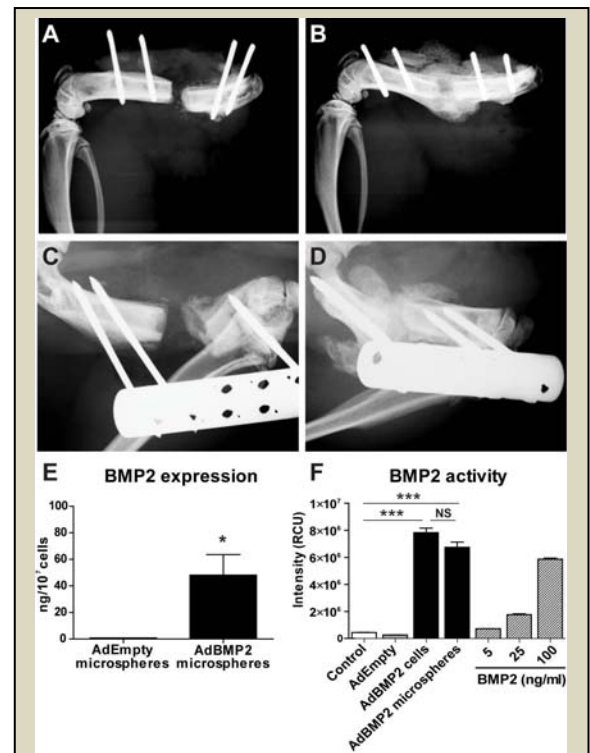 A
B
C
D
E
BMP2 expression
100
80
60
40
20
0
ng/10⁷ cells
*
AdEmpty
microspheres
AdBMP2
microspheres
F
BMP2 activity
1×10⁷
8×10⁶
6×10⁶
4×10⁶
2×10⁶
0
Intensity (RCU)
***
*** NS
Control
AdEmpty
AdBMP2 cells
AdBMP2 microspheres
5
25
100
BMP2 (ng/ml)